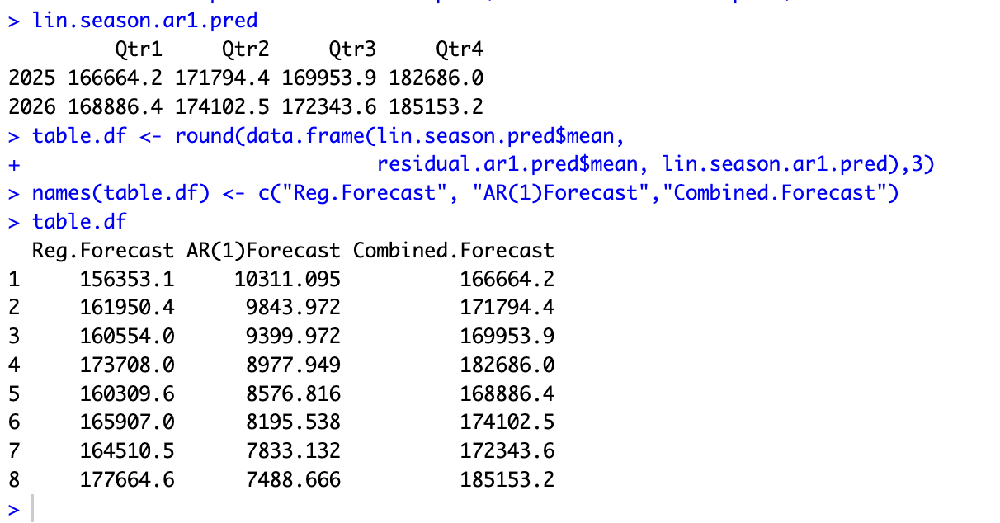 > lin.season.ar1.pred
Qtr1 Qtr2 Qtr3 Qtr4
2025 166664.2 171794.4 169953.9 182686.0
2026 168886.4 174102.5 172343.6 185153.2
> table.df <- round(data.frame(lin.season.pred$mean,
+ residual.ar1.pred$mean, lin.season.ar1.pred),3)
> names(table.df) <- c("Reg.Forecast", "AR(1)Forecast","Combined.Forecast")
> table.df
Reg.Forecast AR(1)Forecast Combined.Forecast
1 156353.1 10311.095 166664.2
2 161950.4 9843.972 171794.4
3 160554.0 9399.972 169953.9
4 173708.0 8977.949 182686.0
5 160309.6 8576.816 168886.4
6 165907.0 8195.538 174102.5
7 164510.5 7833.132 172343.6
8 177664.6 7488.666 185153.2
>